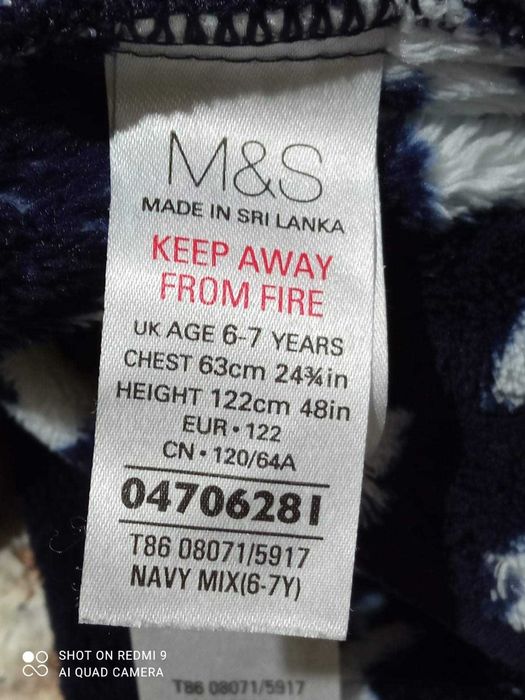 M&S
MADE IN SRI LANKA
KEEP AWAY
FROM FIRE
UK AGE 6-7 YEARS
CHEST 63cm 24¾in
HEIGHT 122cm 48in
EUR • 122
CN • 120/64A
04706281
T86 08071/5917
NAVY MIX(6-7Y)
T86 08071/5917
SHOT ON REDMI 9
AI QUAD CAMERA